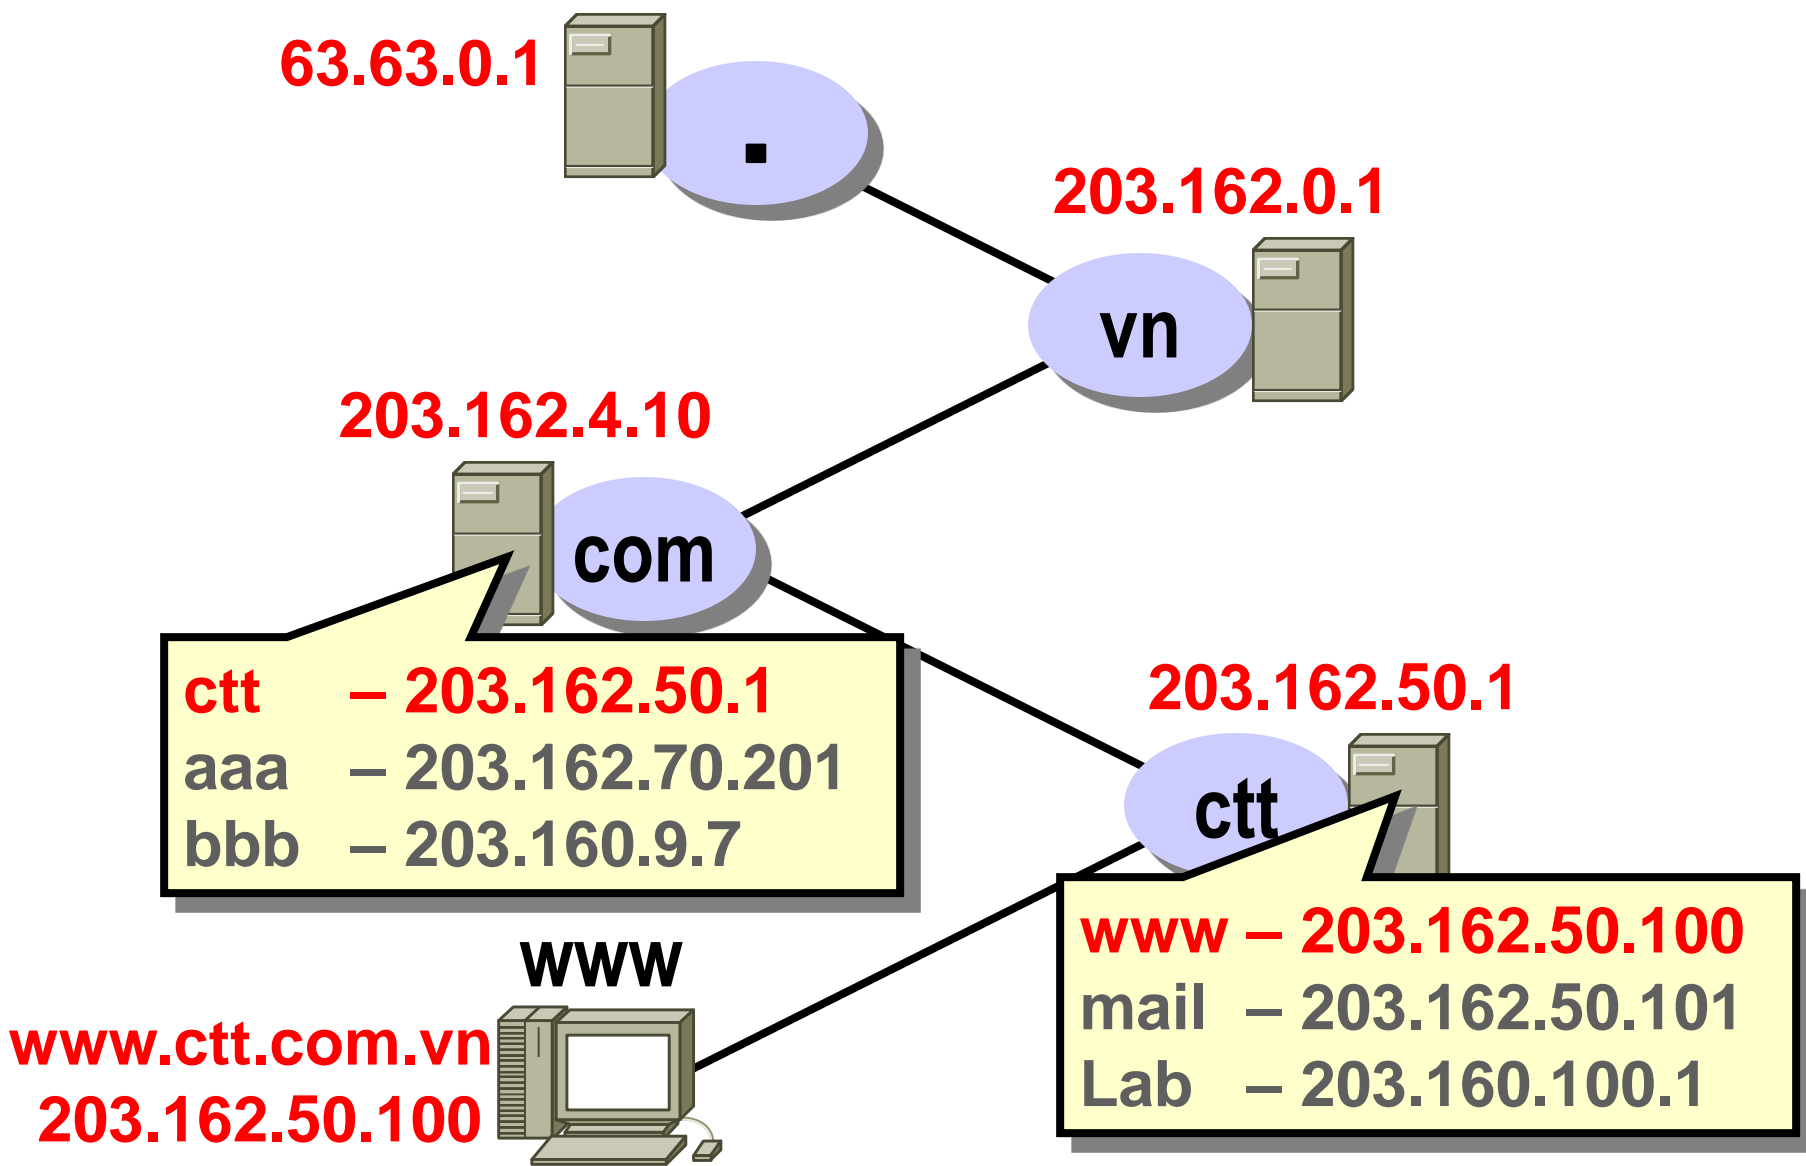 63.63.0.1
.
203.162.0.1
vn
203.162.4.10
com
ctt – 203.162.50.1
aaa – 203.162.70.201
bbb – 203.160.9.7
203.162.50.1
ctt
www – 203.162.50.100
mail – 203.162.50.101
Lab – 203.160.100.1
www
www.ctt.com.vn
203.162.50.100